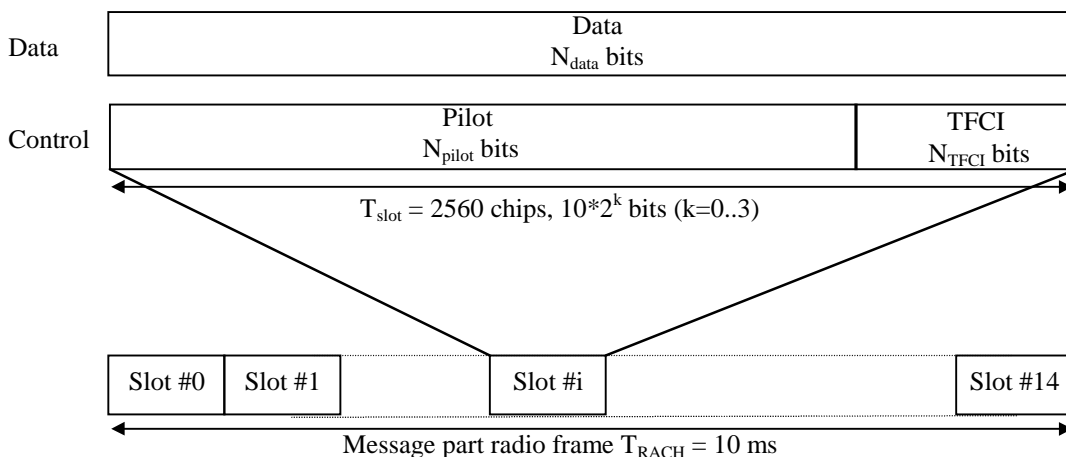 Data
Data
N_data bits
Control
Pilot
N_pilot bits
TFCI
N_TFCI bits
T_slot = 2560 chips, 10*2^k bits (k=0..3)
Slot #0 Slot #1 Slot #i Slot #14
Message part radio frame T_RACH = 10 ms